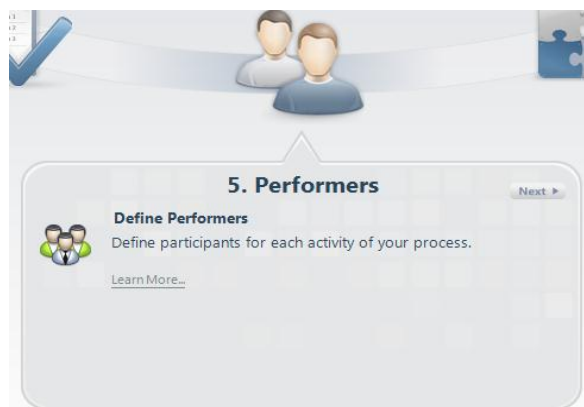 5. Performers
Next
Define Performers
Define participants for each activity of your process.
Learn More...